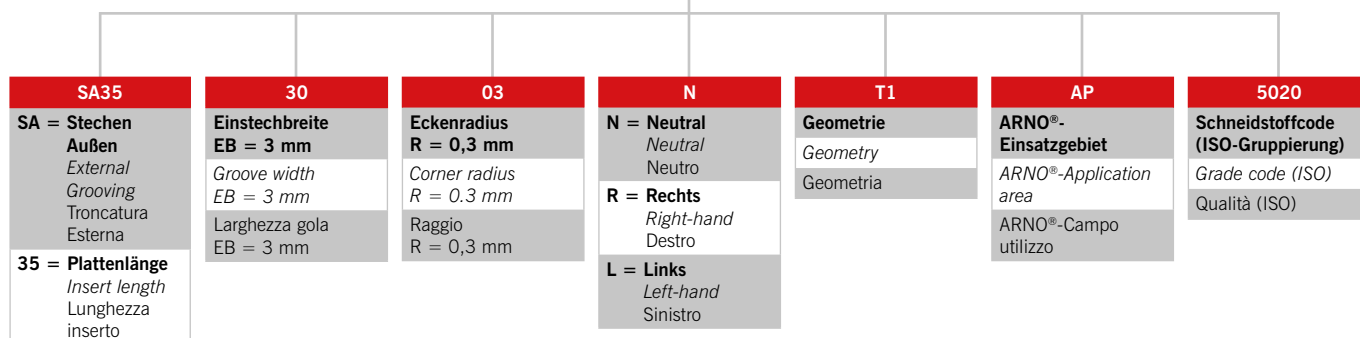 SA35
SA = Stechen
Außen
External
Grooving
Troncatura
Esterna
35 = Plattenlänge
Insert length
Lunghezza
inserto
30
Einstechbreite
EB = 3 mm
Groove width
EB = 3 mm
Larghezza gola
EB = 3 mm
03
Eckenradius
R = 0,3 mm
Corner radius
R = 0.3 mm
Raggio
R = 0,3 mm
N
N = Neutral
Neutral
Neutro
R = Rechts
Right-hand
Destro
L = Links
Left-hand
Sinistro
T1
Geometrie
Geometry
Geometria
AP
ARNO®-
Einsatzgebiet
ARNO®-Application
area
ARNO®-Campo
utilizzo
5020
Schneidstoffcode
(ISO-Gruppierung)
Grade code (ISO)
Qualità (ISO)